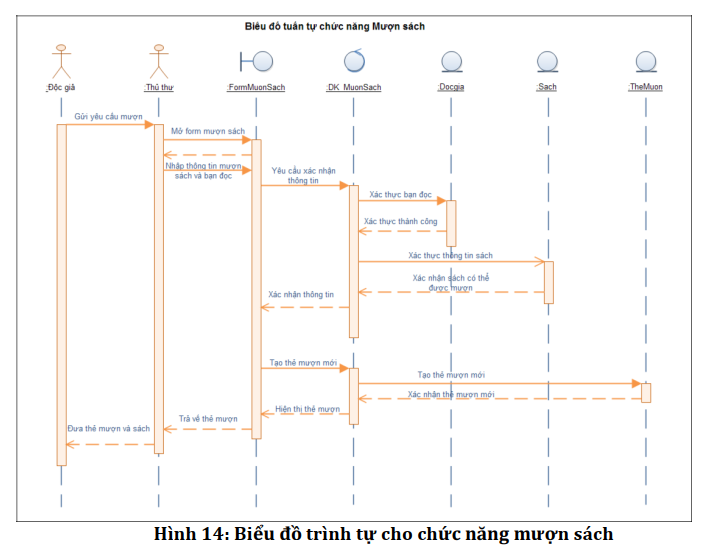 Biểu đồ tuần tự chức năng Mượn sách
:Độc giả
:Thủ thư
:FormMuonSach
:DK_MuonSach
:Docgia
:Sach
:TheMuon
Gửi yêu cầu mượn
Mở form mượn sách
Nhập thông tin mượn
sách và bạn đọc
Yêu cầu xác nhận
thông tin
Xác thực bạn đọc
Xác thực thành công
Xác thực thông tin sách
Xác nhận sách có thể
được mượn
Xác nhận thông tin
Tạo thẻ mượn mới
Tạo thẻ mượn mới
Xác nhận thẻ mươn mới
Hiện thị thẻ mượn
Trả về thẻ mượn
Đưa thẻ mượn và sách
Hình 14: Biểu đồ trình tự cho chức năng mượn sách